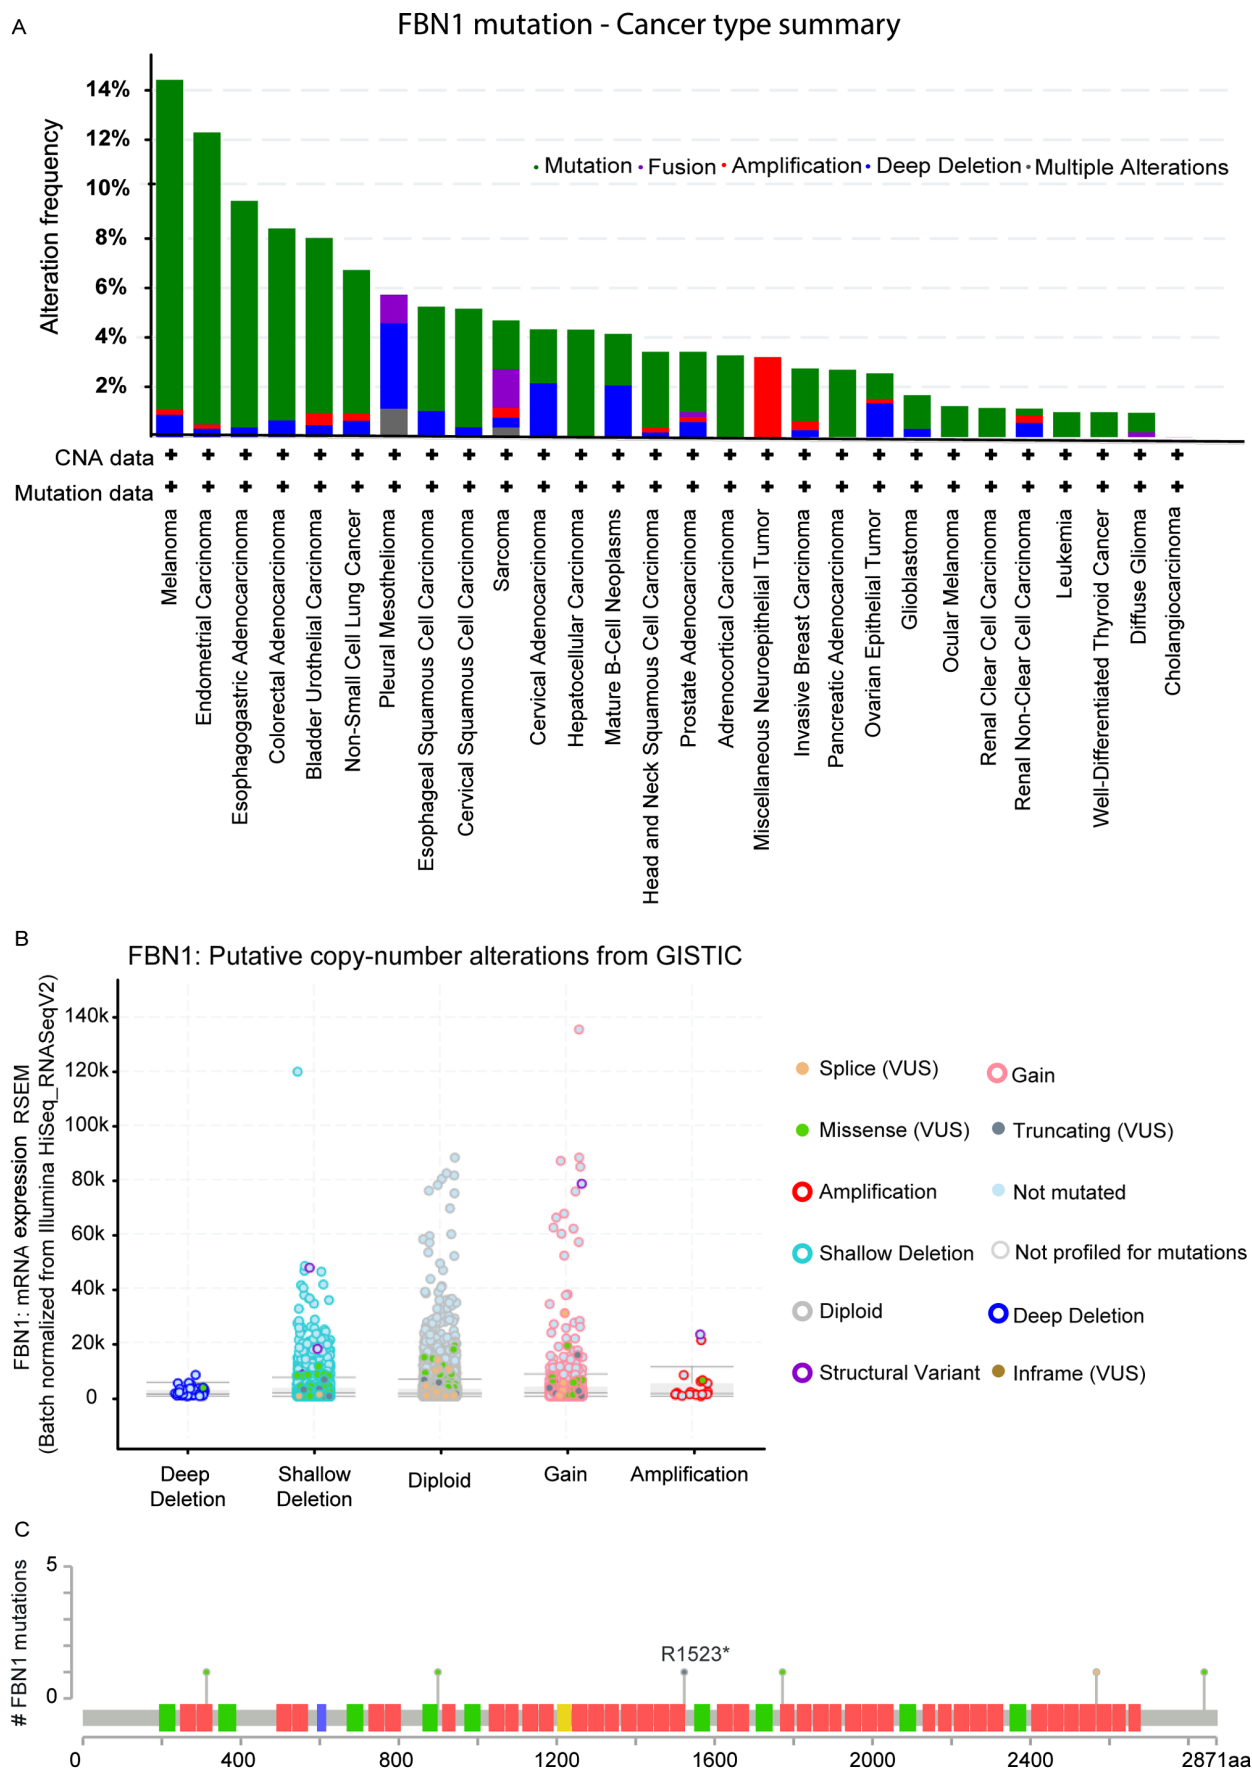 A
FBN1 mutation - Cancer type summary
Alteration frequency
14%
12%
10%
8%
6%
4%
2%
Mutation Fusion Amplification Deep Deletion Multiple Alterations
CNA data + + + + + + + + + + + + + + + + + + + + + + + + + + + +
Mutation data + + + + + + + + + + + + + + + + + + + + + + + + + + + +
Melanoma
Endometrial Carcinoma
Esophagogastric Adenocarcinoma
Colorectal Adenocarcinoma
Bladder Urothelial Carcinoma
Non-Small Cell Lung Cancer
Pleural Mesothelioma
Esophageal Squamous Cell Carcinoma
Cervical Squamous Cell Carcinoma
Sarcoma
Cervical Adenocarcinoma
Hepatocellular Carcinoma
Mature B-Cell Neoplasms
Head and Neck Squamous Cell Carcinoma
Prostate Adenocarcinoma
Adrenocortical Carcinoma
Miscellaneous Neuroepithelial Tumor
Invasive Breast Carcinoma
Pancreatic Adenocarcinoma
Ovarian Epithelial Tumor
Glioblastoma
Ocular Melanoma
Renal Clear Cell Carcinoma
Renal Non-Clear Cell Carcinoma
Leukemia
Well-Differentiated Thyroid Cancer
Diffuse Glioma
Cholangiocarcinoma
B
FBN1: Putative copy-number alterations from GISTIC
FBN1: mRNA expression RSEM
(Batch normalized from Illumina HiSeq_RNASeqV2)
140k
120k
100k
80k
60k
40k
20k
0
Deep
Deletion
Shallow
Deletion
Diploid
Gain
Amplification
Splice (VUS)
Gain
Missense (VUS)
Truncating (VUS)
Amplification
Not mutated
Shallow Deletion
Not profiled for mutations
Diploid
Deep Deletion
Structural Variant
Inframe (VUS)
C
# FBN1 mutations
5
0
R1523*
0 400 800 1200 1600 2000 2400 2871aa